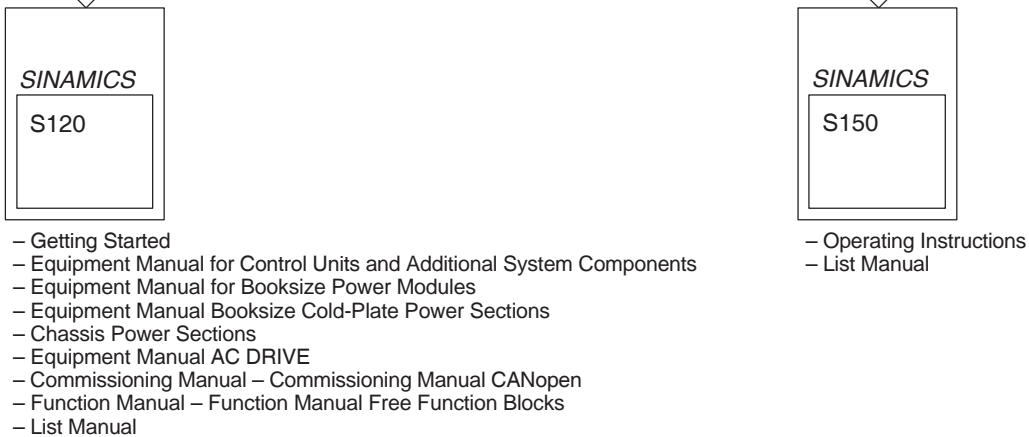 SINAMICS
S120
– Getting Started
– Equipment Manual for Control Units and Additional System Components
– Equipment Manual for Booksize Power Modules
– Equipment Manual Booksize Cold-Plate Power Sections
– Chassis Power Sections
– Equipment Manual AC DRIVE
– Commissioning Manual – Commissioning Manual CANopen
– Function Manual – Function Manual Free Function Blocks
– List Manual
SINAMICS
S150
– Operating Instructions
– List Manual